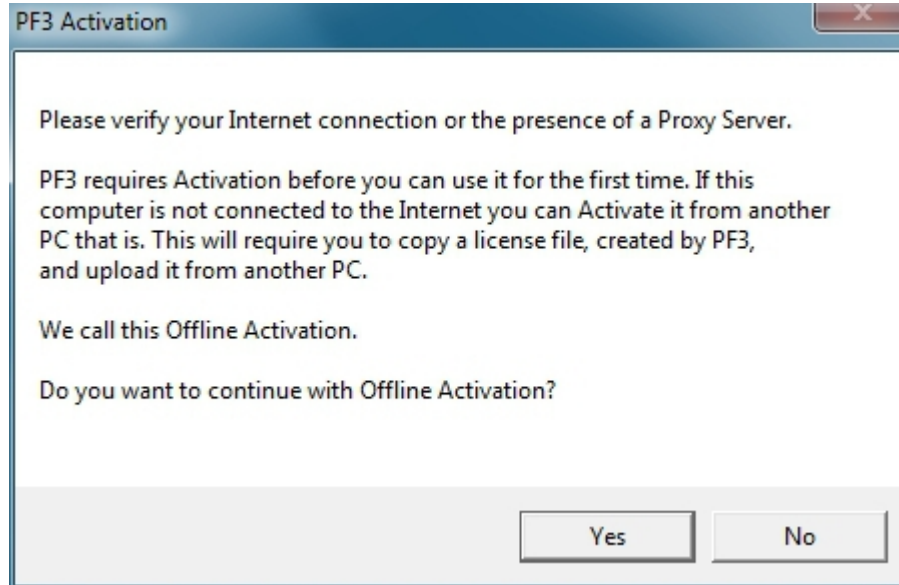 PF3 Activation
Please verify your Internet connection or the presence of a Proxy Server.
PF3 requires Activation before you can use it for the first time. If this
computer is not connected to the Internet you can Activate it from another
PC that is. This will require you to copy a license file, created by PF3,
and upload it from another PC.
We call this Offline Activation.
Do you want to continue with Offline Activation?
Yes No